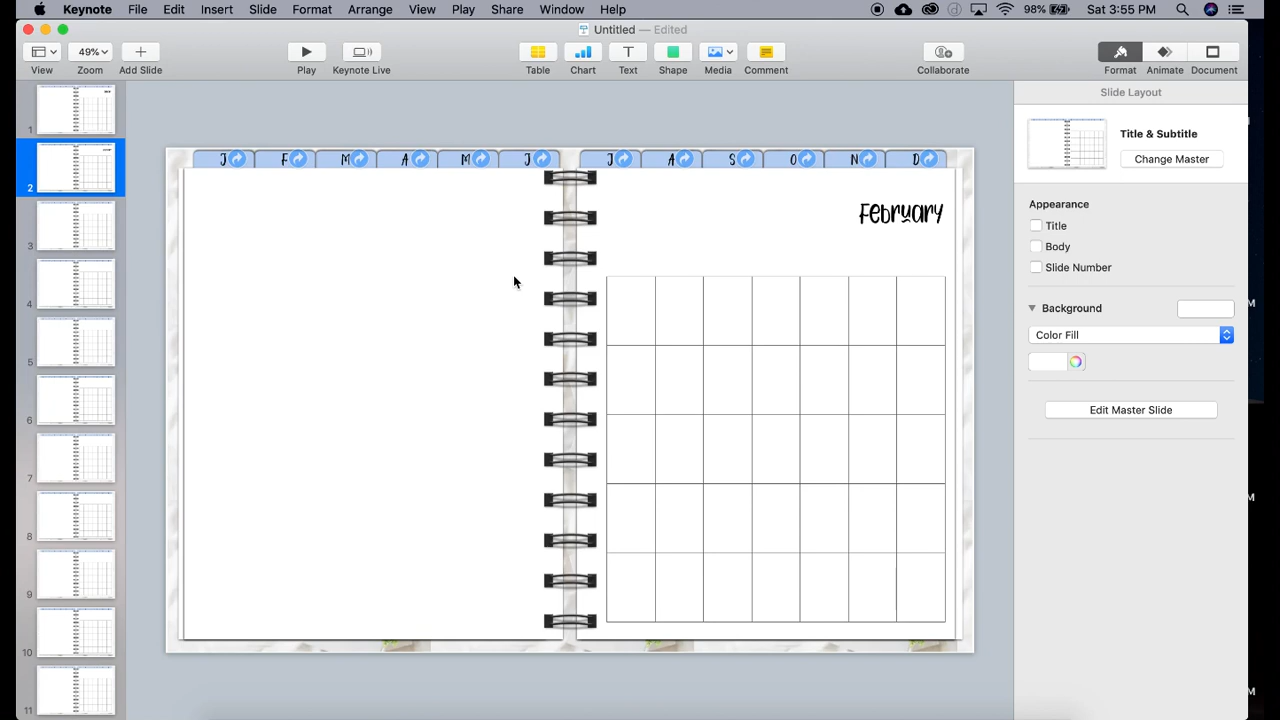 Keynote File Edit Insert Slide Format Arrange View Play Share Window Help 98% Sat 3:55 PM
Untitled — Edited
49%
View Zoom Add Slide Play Keynote Live Table Chart Text Shape Media Comment Collaborate Format Animate Document
Slide Layout
Title & Subtitle
Change Master
Appearance
Title
Body
Slide Number
Background
Color Fill
Edit Master Slide
J F M A M J J A S O N D
February
1
2
3
4
5
6
7
8
9
10
11